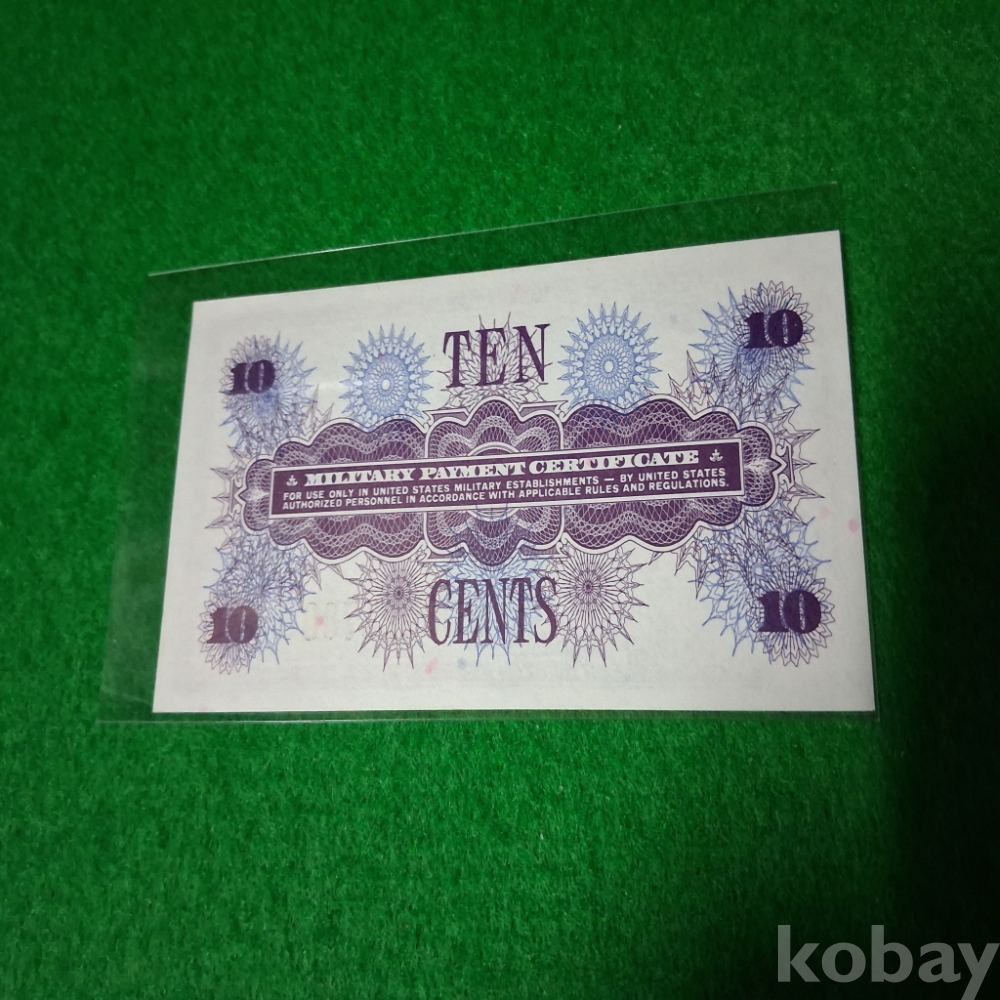 10
TEN
10
MILITARY PAYMENT CERTIFICATE
FOR USE ONLY IN UNITED STATES MILITARY ESTABLISHMENTS — BY UNITED STATES
AUTHORIZED PERSONNEL IN ACCORDANCE WITH APPLICABLE RULES AND REGULATIONS.
10
CENTS
10
kobay